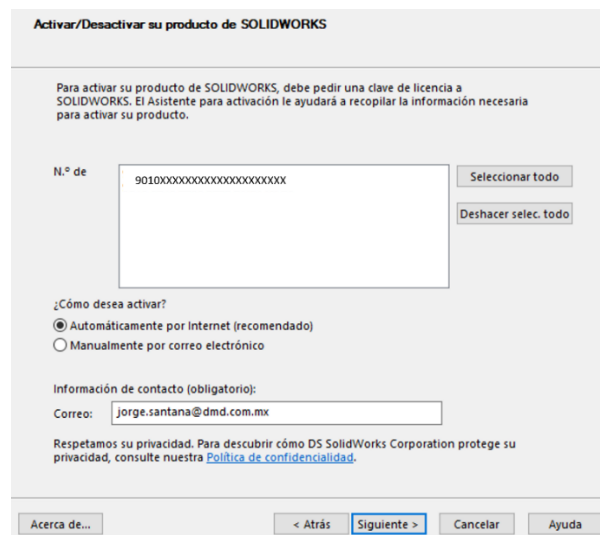 Activar/Desactivar su producto de SOLIDWORKS
Para activar su producto de SOLIDWORKS, debe pedir una clave de licencia a
SOLIDWORKS. El Asistente para activación le ayudará a recopilar la información necesaria
para activar su producto.
N.º de
9010XXXXXXXXXXXXXXXXXXXX
Seleccionar todo
Deshacer selec. todo
¿Cómo desea activar?
Automáticamente por Internet (recomendado)
Manualmente por correo electrónico
Información de contacto (obligatorio):
Correo: jorge.santana@dmd.com.mx
Respetamos su privacidad. Para descubrir cómo DS SolidWorks Corporation protege su
privacidad, consulte nuestra Política de confidencialidad.
Acerca de... < Atrás Siguiente > Cancelar Ayuda